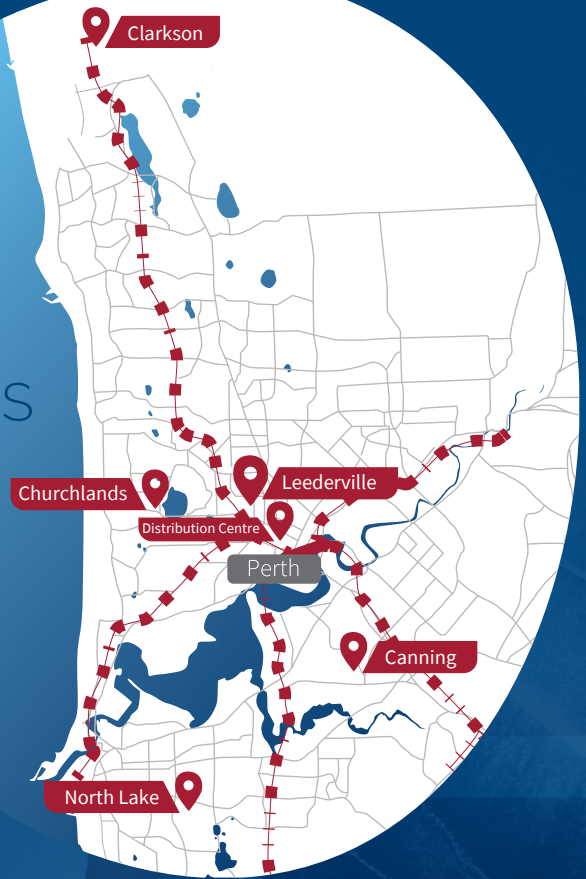 Clarkson
S
Leederville
Churchlands
Distribution Centre
Perth
Canning
North Lake